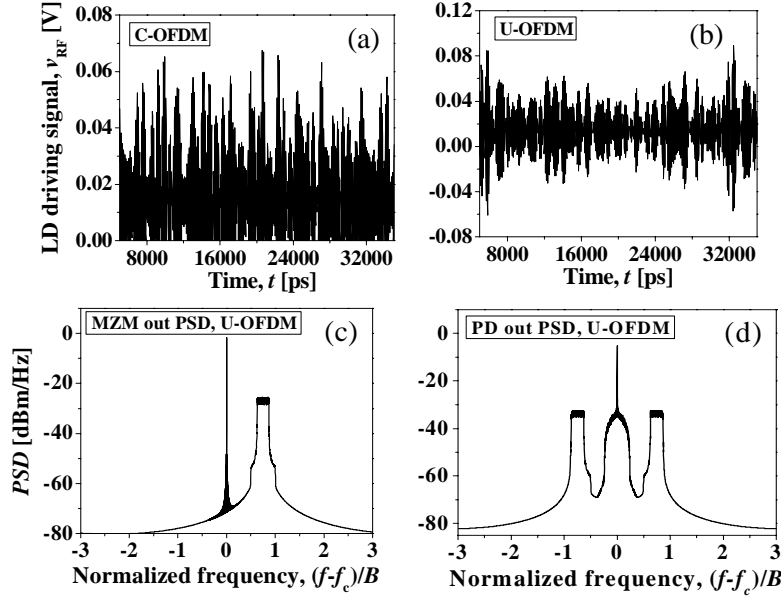 C-OFDM
(a)
LD driving signal, v_RF [V]
0.08
0.06
0.04
0.02
0.00
8000 16000 24000 32000
Time, t [ps]
U-OFDM
(b)
0.12
0.08
0.04
0.00
-0.04
-0.08
8000 16000 24000 32000
Time, t [ps]
MZM out PSD, U-OFDM
(c)
PSD [dBm/Hz]
0
-20
-40
-60
-80
-3 -2 -1 0 1 2 3
Normalized frequency, (f-f_c)/B
PD out PSD, U-OFDM
(d)
0
-20
-40
-60
-80
-3 -2 -1 0 1 2 3
Normalized frequency, (f-f_c)/B